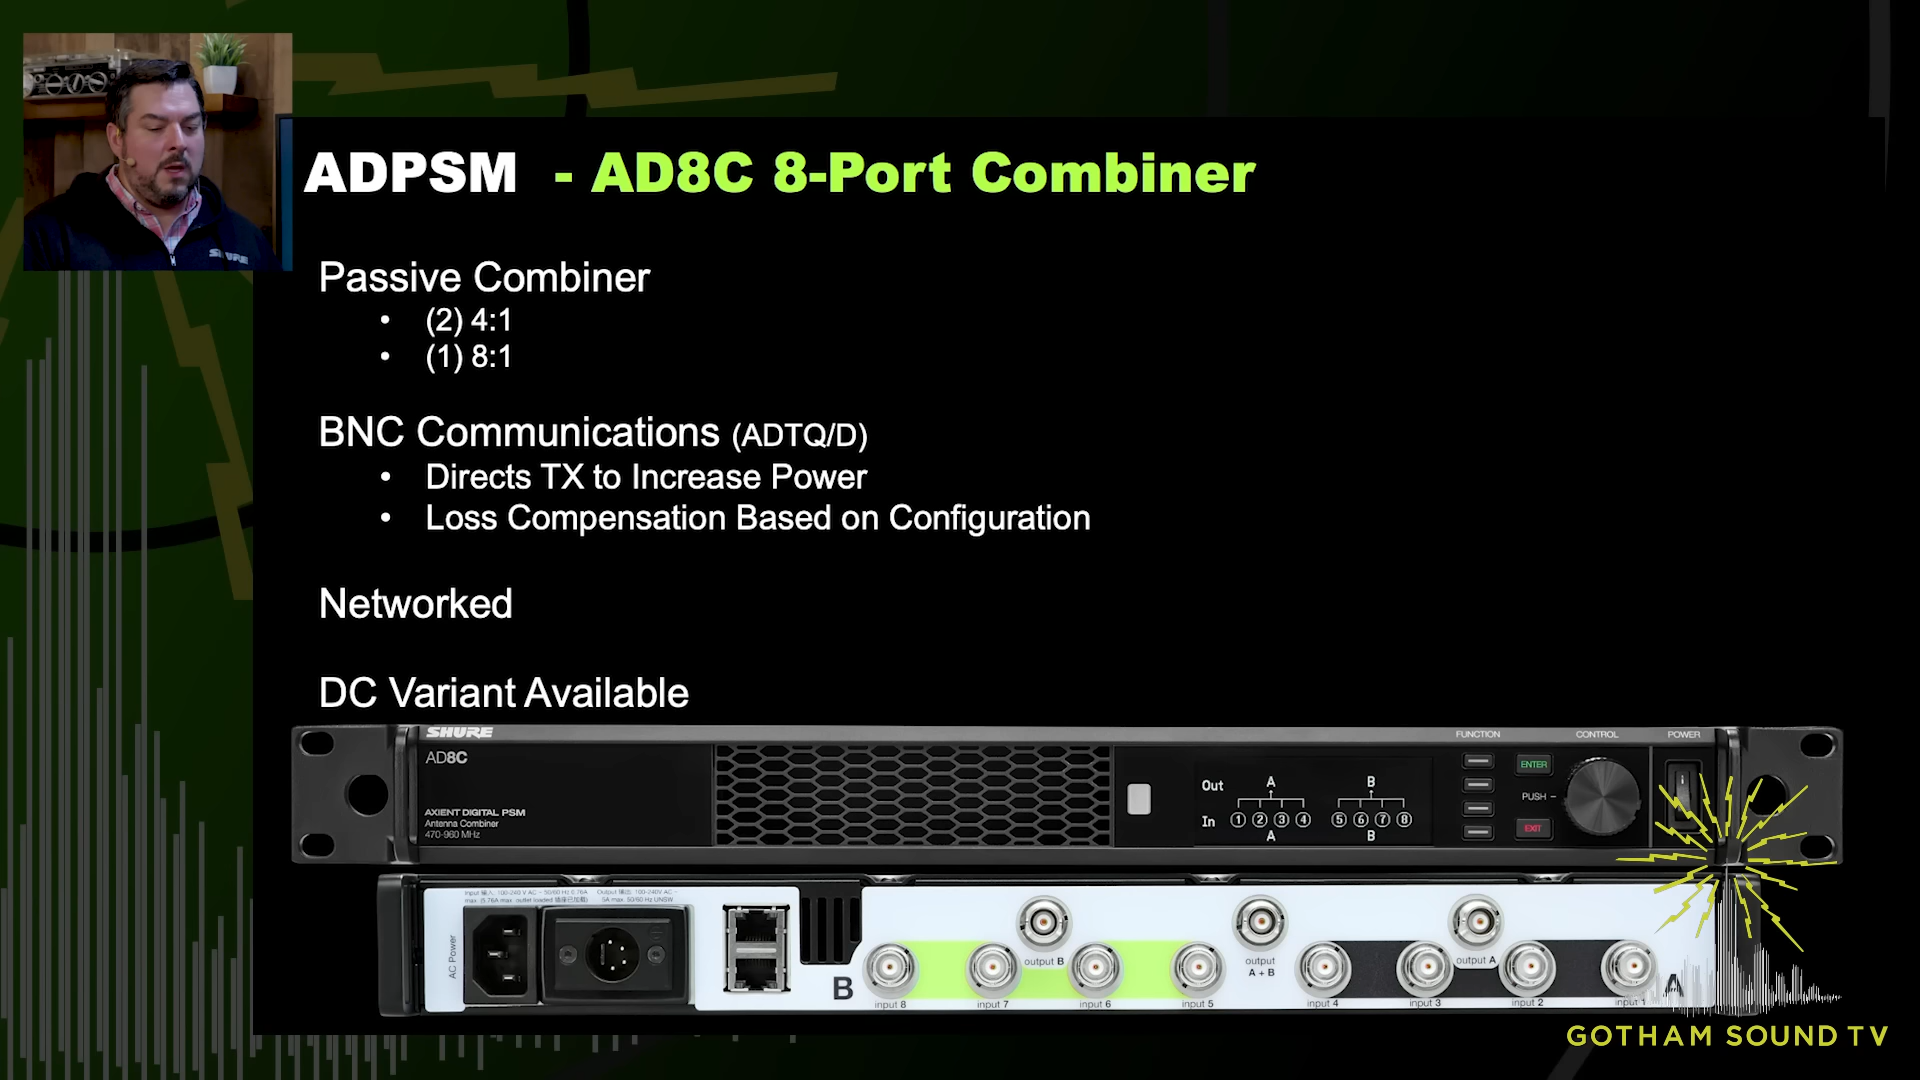 SHURE
ADPSM - AD8C 8-Port Combiner
Passive Combiner
• (2) 4:1
• (1) 8:1
BNC Communications (ADTQ/D)
• Directs TX to Increase Power
• Loss Compensation Based on Configuration
Networked
DC Variant Available
SHURE
AD8C
AXIENT DIGITAL PSM
Antenna Combiner
470-960 MHz
Out A B
In 1 2 3 4 5 6 7 8
A B
FUNCTION CONTROL POWER
ENTER
PUSH
EXIT
AC Power
B
output B
output
A + B
output A
A
input 8 input 7 input 6 input 5 input 4 input 3 input 2 input 1
GOTHAM SOUND TV